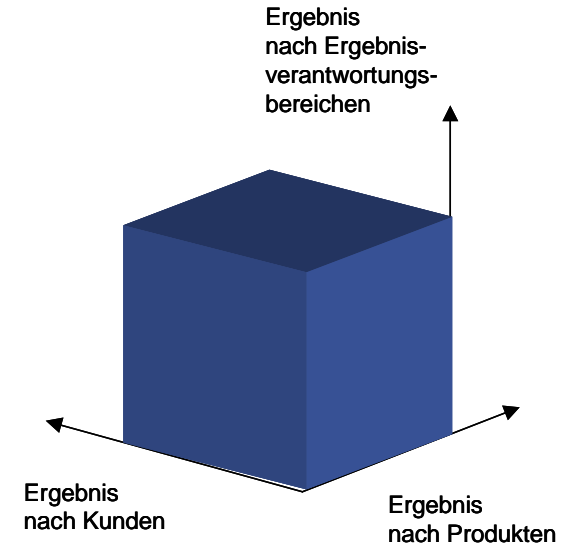 Ergebnis
nach Ergebnis-
verantwortungs-
bereichen
Ergebnis
nach Kunden
Ergebnis
nach Produkten